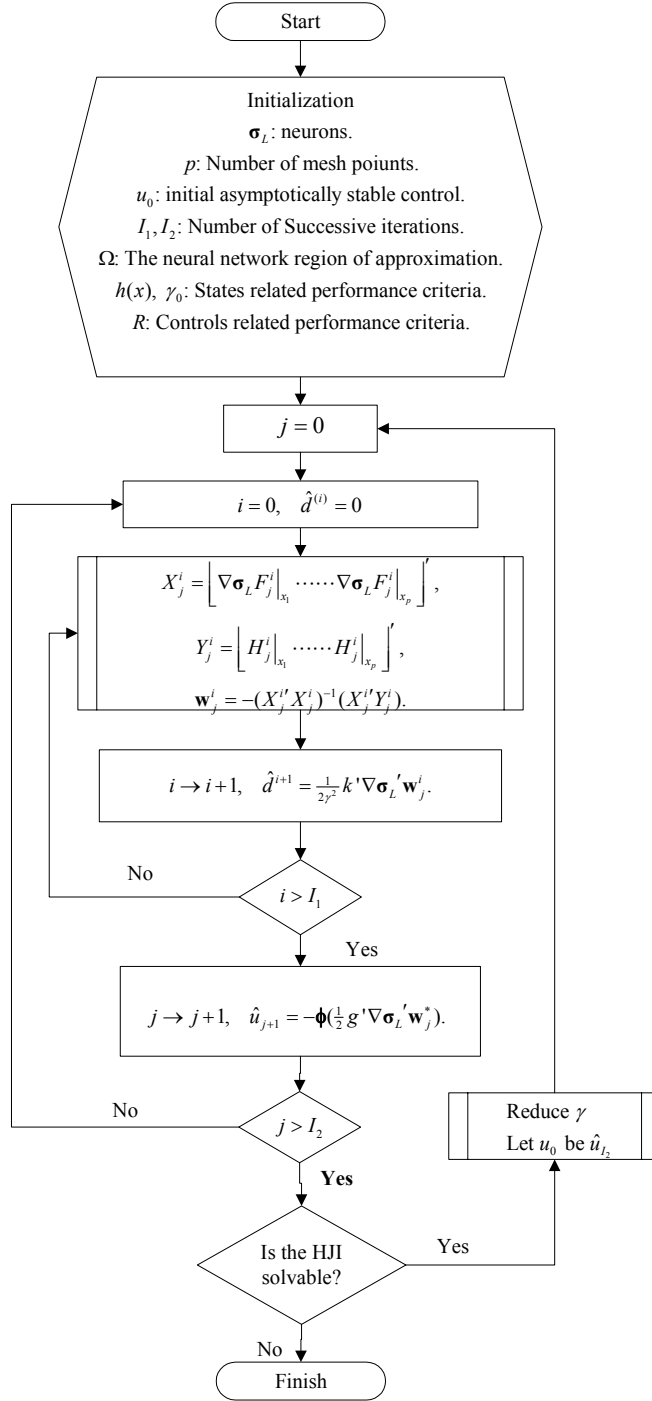 Start
Initialization
σ_L: neurons.
p: Number of mesh poiunts.
u_0: initial asymptotically stable control.
I_1, I_2: Number of Successive iterations.
Ω: The neural network region of approximation.
h(x), γ_0: States related performance criteria.
R: Controls related performance criteria.
j = 0
i = 0, d̂^{(i)} = 0
X_j^i = ⌊∇σ_L F_j^i|_{x_1} ⋯⋯ ∇σ_L F_j^i|_{x_p}⌋′,
Y_j^i = ⌊H_j^i|_{x_1} ⋯⋯ H_j^i|_{x_p}⌋′,
w_j^i = −(X_j^i′ X_j^i)^{−1}(X_j^i′ Y_j^i).
i → i+1, d̂^{i+1} = \frac{1}{2γ^2} k'∇σ_L′ w_j^i.
No
i > I_1
Yes
j → j+1, û_{j+1} = −ϕ(\frac{1}{2} g'∇σ_L′ w_j^*).
No
j > I_2
Reduce γ
Let u_0 be û_{I_2}
Yes
Is the HJI
solvable?
Yes
No
Finish